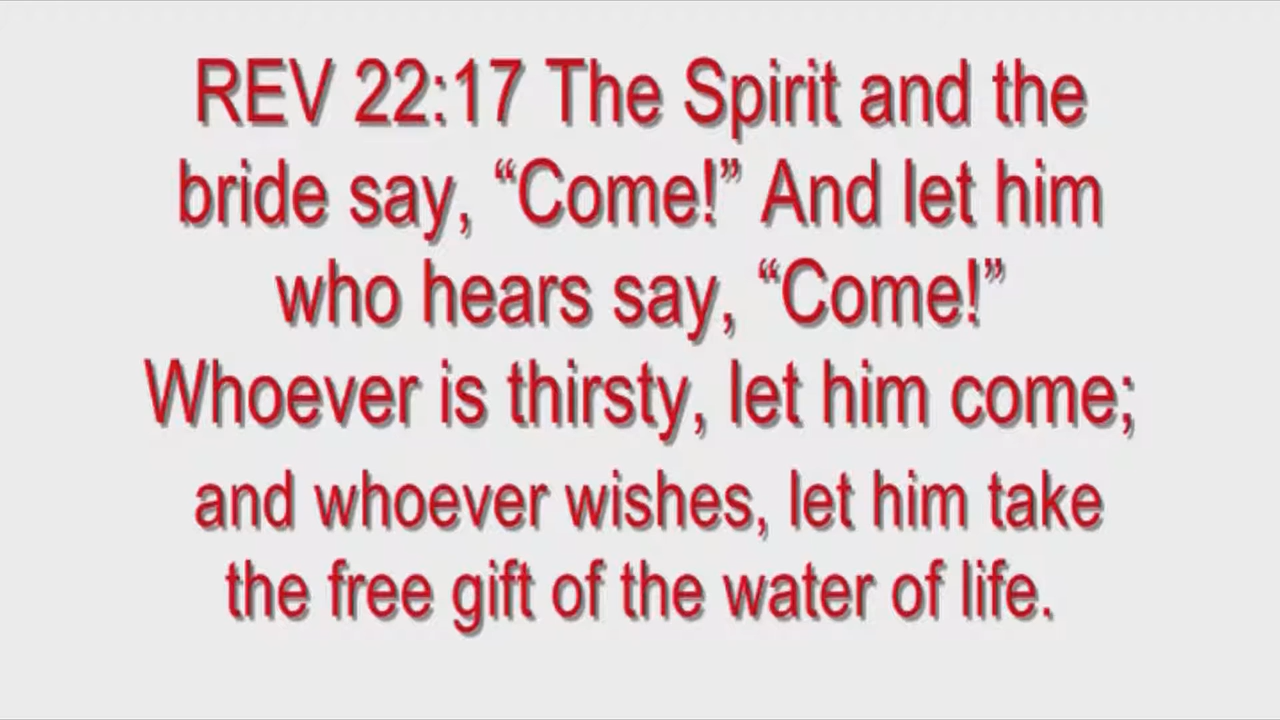 REV 22:17 The Spirit and the
bride say, “Come!” And let him
who hears say, “Come!”
Whoever is thirsty, let him come;
and whoever wishes, let him take
the free gift of the water of life.